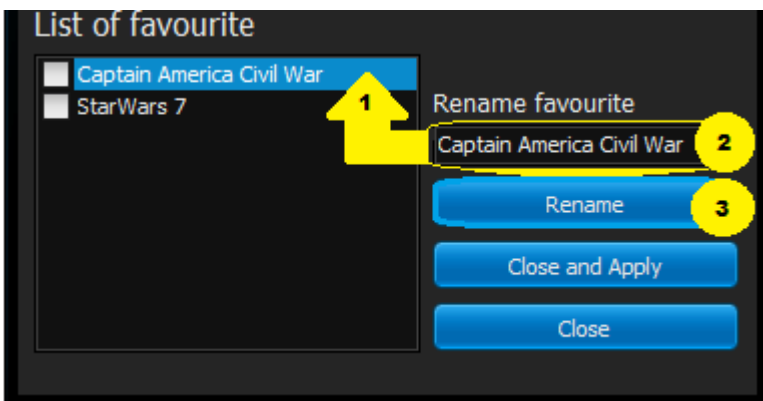 List of favourite
Captain America Civil War
StarWars 7
1
Rename favourite
Captain America Civil War
2
Rename
3
Close and Apply
Close